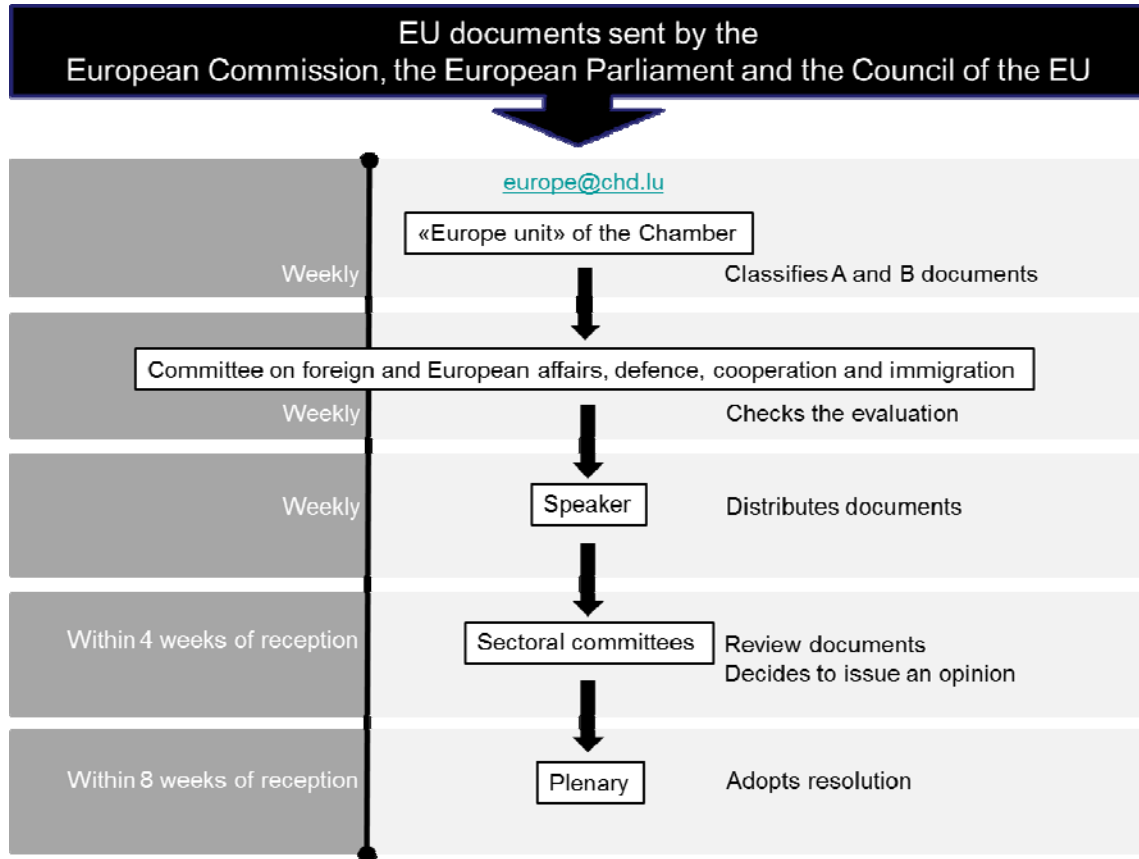 EU documents sent by the
European Commission, the European Parliament and the Council of the EU
europe@chd.lu
«Europe unit» of the Chamber
Weekly
Classifies A and B documents
Committee on foreign and European affairs, defence, cooperation and immigration
Weekly
Checks the evaluation
Weekly
Speaker
Distributes documents
Within 4 weeks of reception
Sectoral committees
Review documents
Decides to issue an opinion
Within 8 weeks of reception
Plenary
Adopts resolution